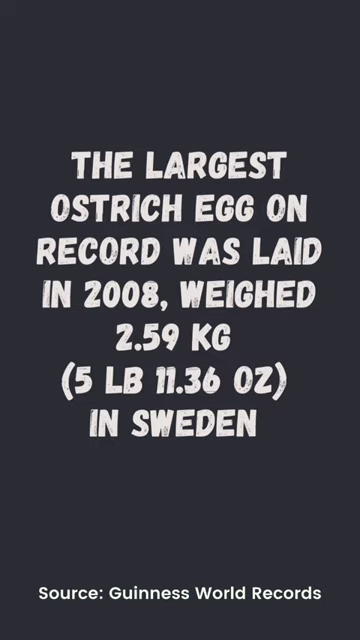 THE LARGEST
OSTRICH EGG ON
RECORD WAS LAID
IN 2008, WEIGHED
2.59 KG
(5 LB 11.36 OZ)
IN SWEDEN
Source: Guinness World Records